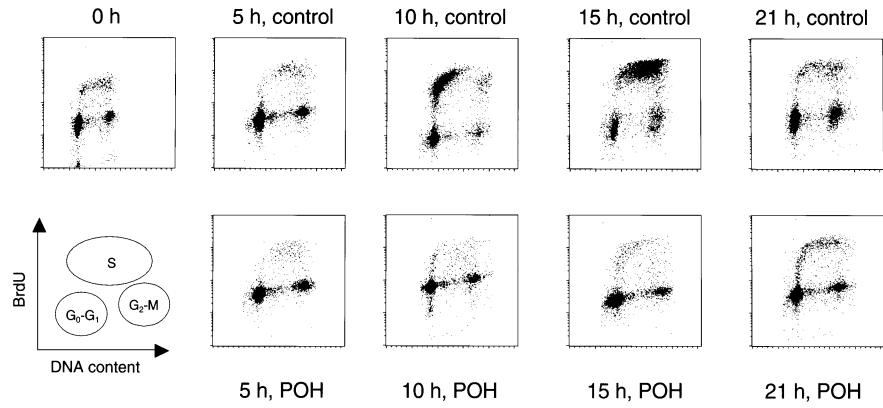 0 h 5 h, control 10 h, control 15 h, control 21 h, control
BrdU
S
G₀-G₁ G₂-M
DNA content
5 h, POH 10 h, POH 15 h, POH 21 h, POH